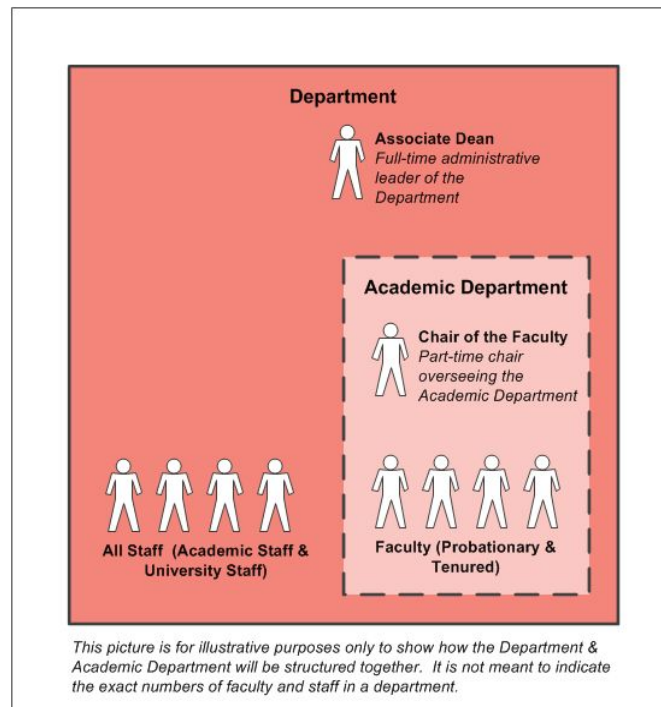 Department
Associate Dean
Full-time administrative
leader of the
Department
Academic Department
Chair of the Faculty
Part-time chair
overseeing the
Academic Department
All Staff (Academic Staff &
University Staff)
Faculty (Probationary &
Tenured)
This picture is for illustrative purposes only to show how the Department &
Academic Department will be structured together. It is not meant to indicate
the exact numbers of faculty and staff in a department.